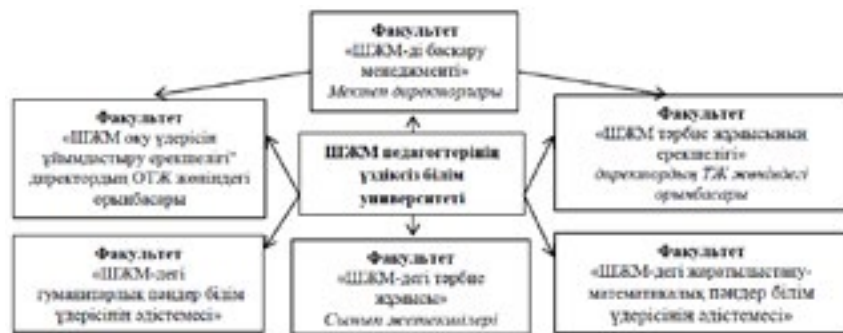 Факультет
«ШЖМ-ді басқару
менеджменті»
Мектеп директорлары
Факультет
«ШЖМ оқу үдерісін
ұйымдастыру ерекшелігі"
директордың ОТЖ жөніндегі
орынбасары
ШЖМ педагогтерінің
үздіксіз білім
университеті
Факультет
«ШЖМ тәрбие жұмысының
ерекшелігі»
директордың ТЖ жөніндегі
орынбасары
Факультет
«ШЖМ-дегі
гуманитарлық пәндер білім
үдерісінің әдістемесі»
Факультет
«ШЖМ-дегі тәрбие
жұмысы»
Сынып жетекшілері
Факультет
«ШЖМ-дегі жаратылыстану-
математикалық пәндер білім
үдерісінің әдістемесі»